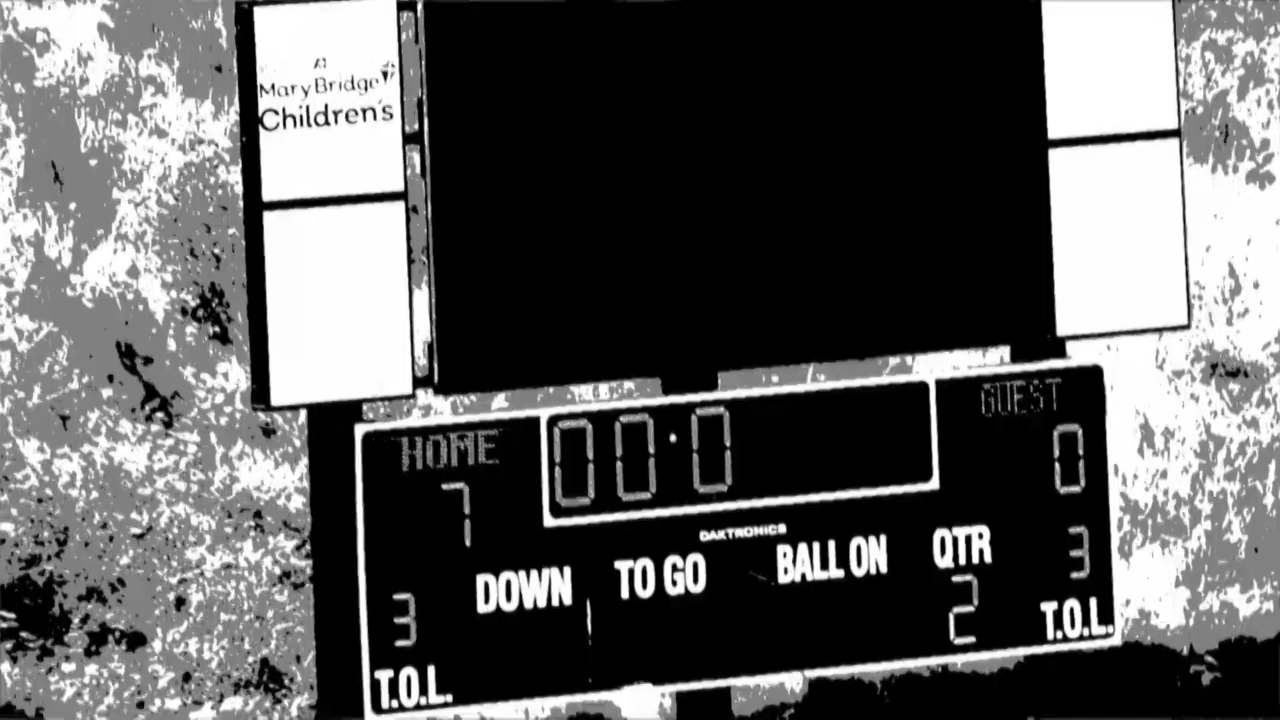 Mary Bridge
Children's
HOME
00:0
GUEST
7
0
DAKTRONICS
DOWN
TO GO
BALL ON
QTR
3
2
3
T.O.L.
T.O.L.